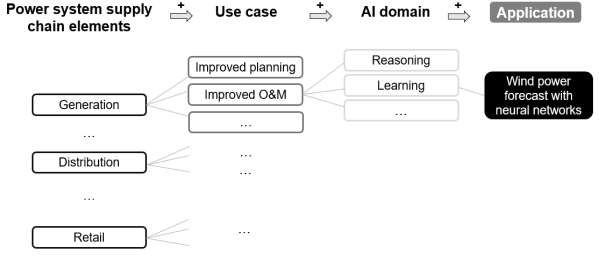 Power system supply
chain elements
+
Use case
+
AI domain
+
Application
Improved planning
Improved O&M
...
Reasoning
Learning
...
Wind power
forecast with
neural networks
Generation
...
Distribution
...
...
...
Retail
...